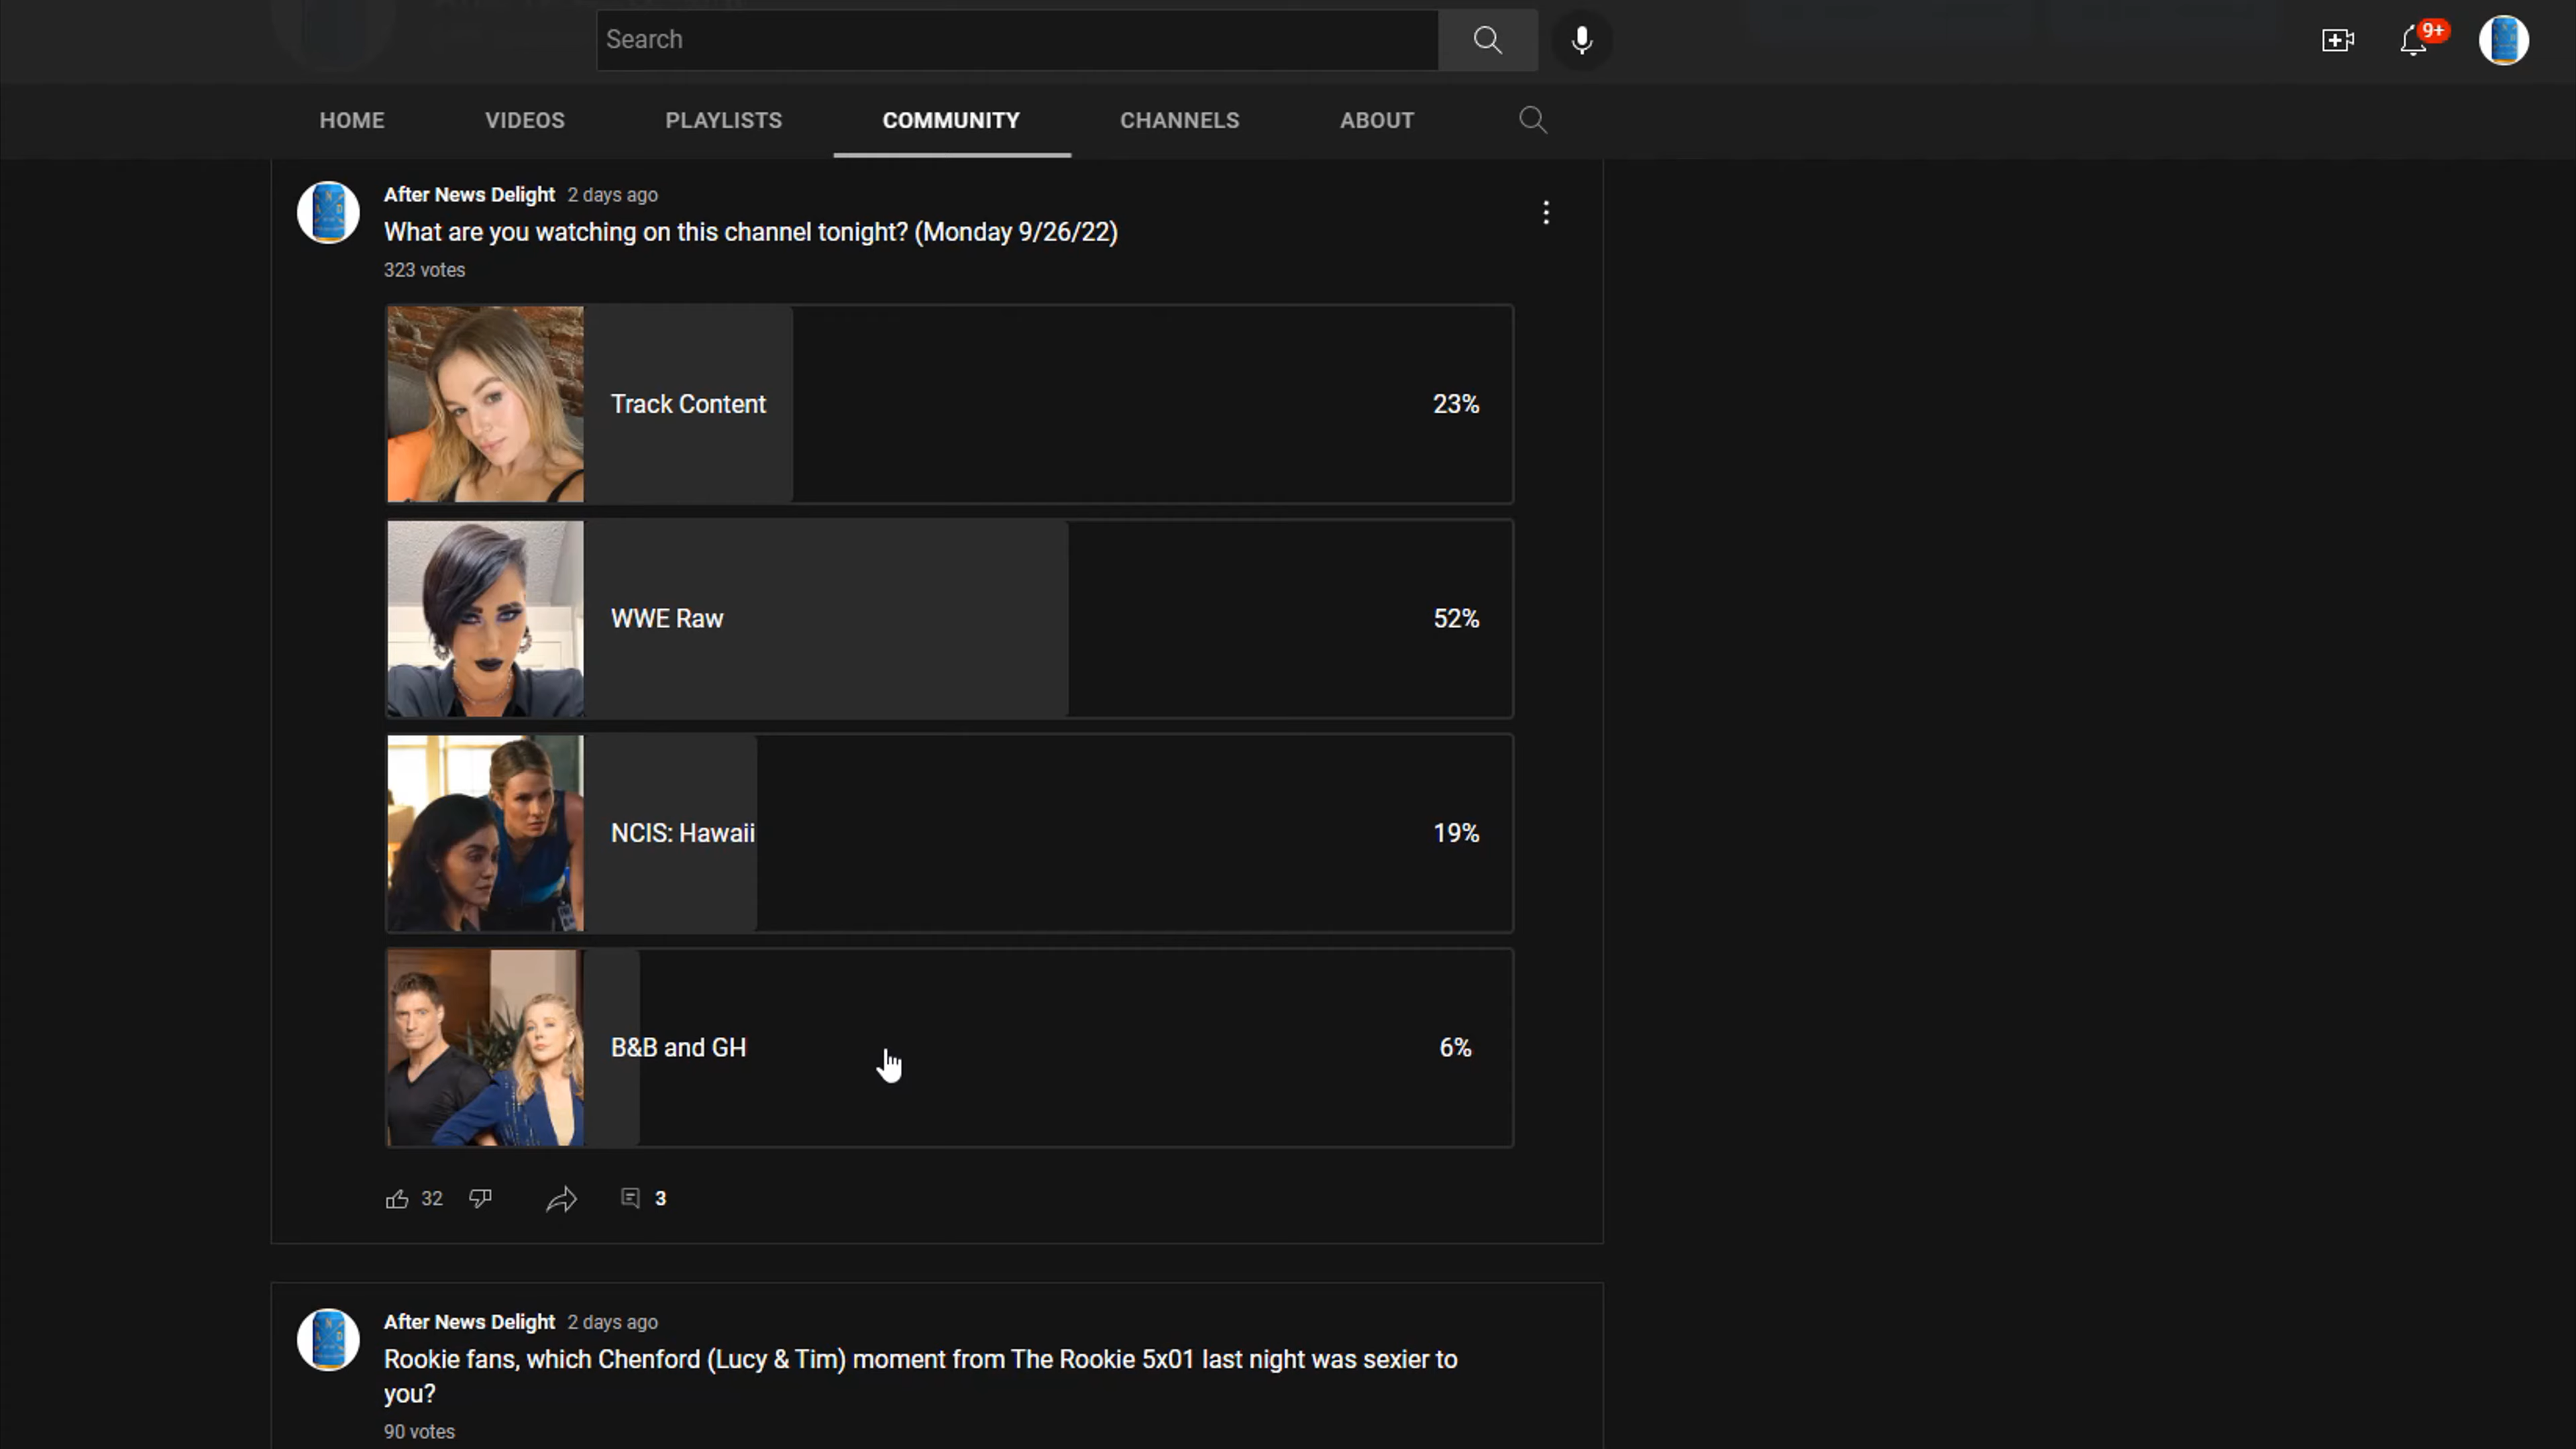 Search
9+
HOME VIDEOS PLAYLISTS COMMUNITY CHANNELS ABOUT
After News Delight 2 days ago
What are you watching on this channel tonight? (Monday 9/26/22)
323 votes
Track Content 23%
WWE Raw 52%
NCIS: Hawaii 19%
B&B and GH 6%
32 3
After News Delight 2 days ago
Rookie fans, which Chenford (Lucy & Tim) moment from The Rookie 5x01 last night was sexier to
you?
90 votes